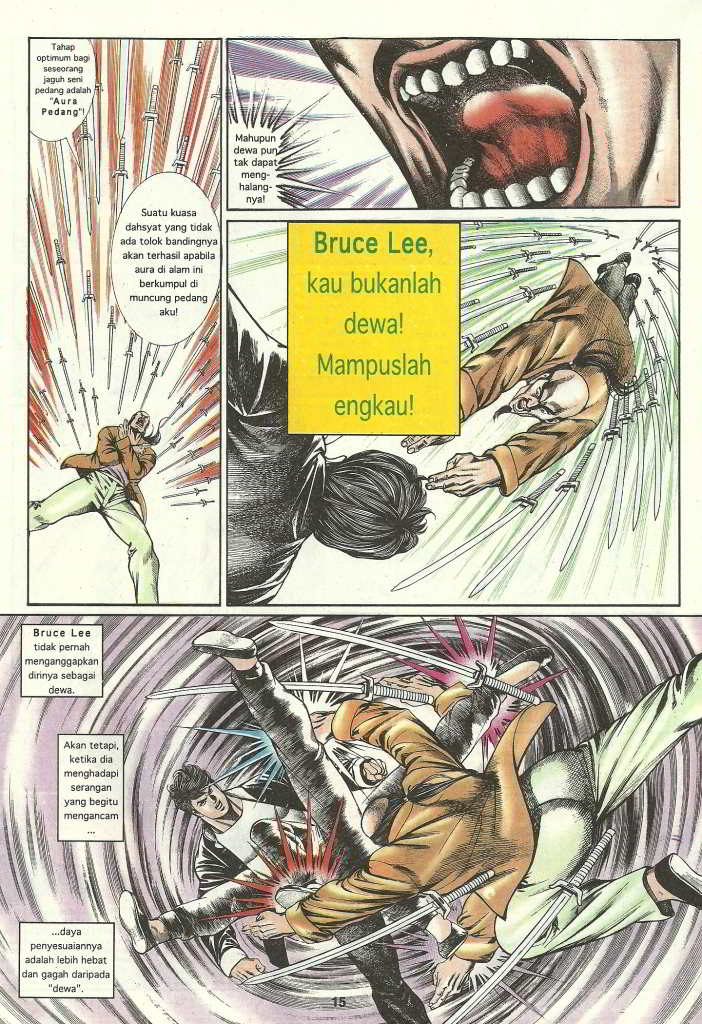 Tahap
optimum bagi
seseorang
jaguh seni
pedang adalah
"Aura
Pedang"!
Suatu kuasa
dahsyat yang tidak
ada tolok bandingnya
akan terhasil apabila
aura di alam ini
berkumpul di
muncung pedang
aku!
Mahupun
dewa pun
tak dapat
meng-
halang-
nya!
Bruce Lee,
kau bukanlah
dewa!
Mampuslah
engkau!
Bruce Lee
tidak pernah
menganggapkan
dirinya sebagai
dewa.
Akan tetapi,
ketika dia
menghadapi
serangan
yang begitu
mengancam
...
...daya
penyesuaiannya
adalah lebih hebat
dan gagah daripada
"dewa".
15